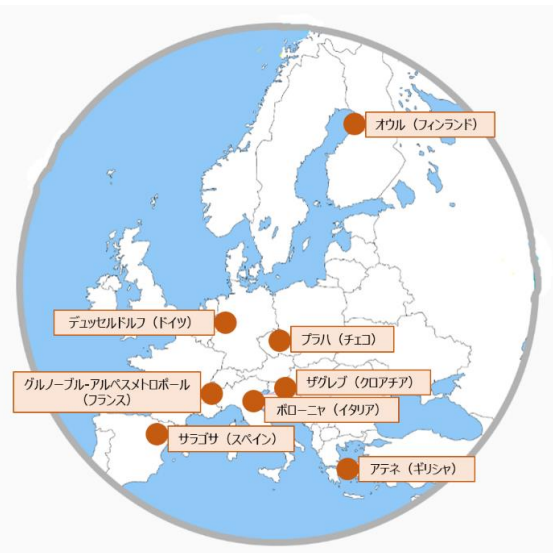 オウル（フィンランド）
デュッセルドルフ（ドイツ）
プラハ（チェコ）
グルノーブル-アルペスメトロポール
（フランス）
ザグレブ（クロアチア）
ボローニャ（イタリア）
サラゴサ（スペイン）
アテネ（ギリシャ）